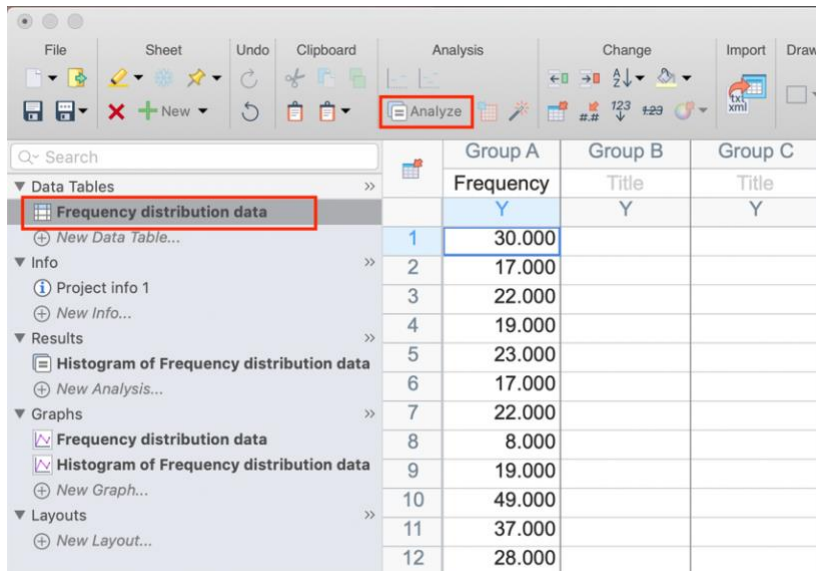 File Sheet Undo Clipboard Analysis Change Import Draw
New
Analyze
A Z
#.# 123 123
txt
xml
Search
Data Tables
Frequency distribution data
New Data Table...
Info
Project info 1
New Info...
Results
Histogram of Frequency distribution data
New Analysis...
Graphs
Frequency distribution data
Histogram of Frequency distribution data
New Graph...
Layouts
New Layout...
Group A Group B Group C
Frequency Title Title
Y Y Y
1 30.000
2 17.000
3 22.000
4 19.000
5 23.000
6 17.000
7 22.000
8 8.000
9 19.000
10 49.000
11 37.000
12 28.000